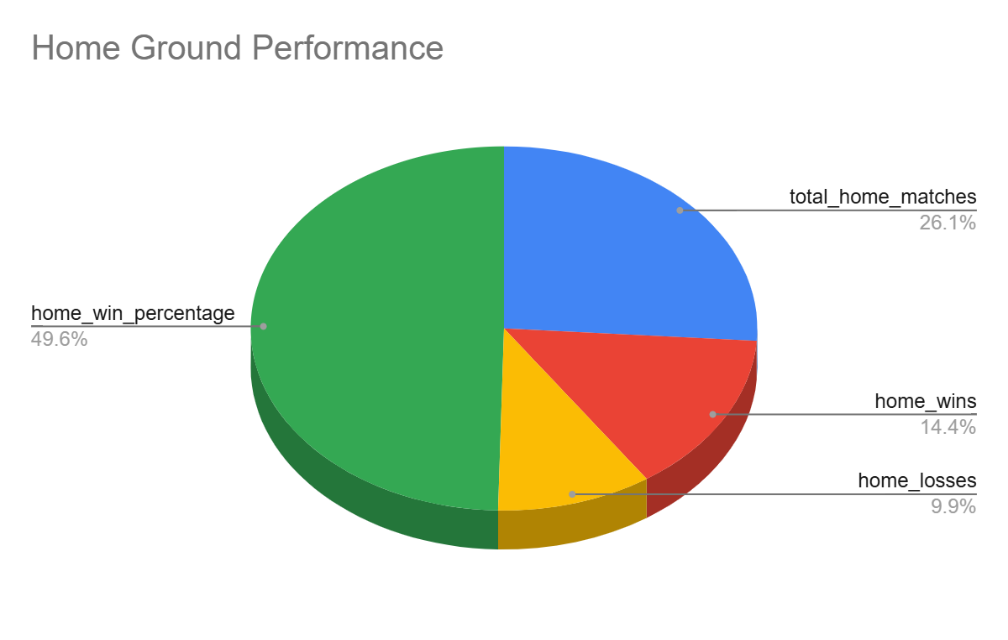 Home Ground Performance
total_home_matches
26.1%
home_win_percentage
49.6%
home_wins
14.4%
home_losses
9.9%